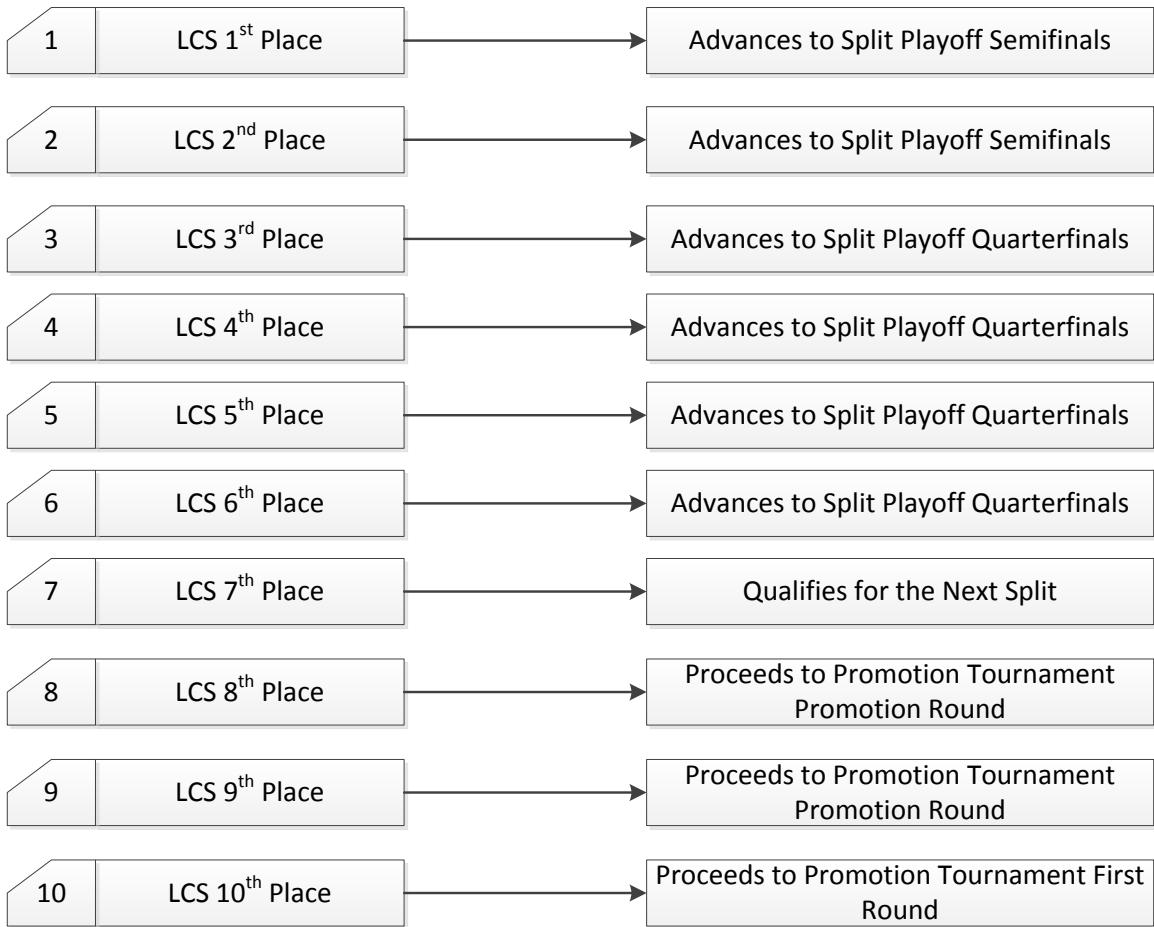 1 LCS 1st Place Advances to Split Playoff Semifinals
2 LCS 2nd Place Advances to Split Playoff Semifinals
3 LCS 3rd Place Advances to Split Playoff Quarterfinals
4 LCS 4th Place Advances to Split Playoff Quarterfinals
5 LCS 5th Place Advances to Split Playoff Quarterfinals
6 LCS 6th Place Advances to Split Playoff Quarterfinals
7 LCS 7th Place Qualifies for the Next Split
8 LCS 8th Place Proceeds to Promotion Tournament
Promotion Round
9 LCS 9th Place Proceeds to Promotion Tournament
Promotion Round
10 LCS 10th Place Proceeds to Promotion Tournament First
Round